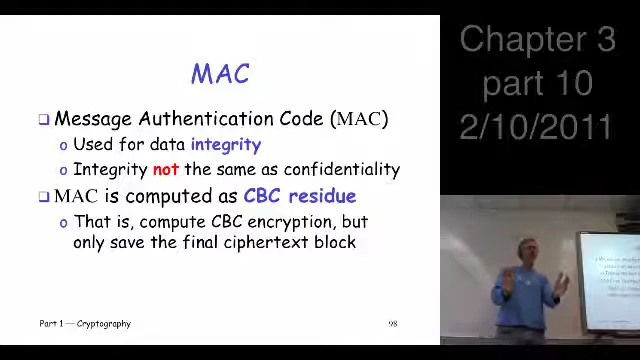 MAC
Message Authentication Code (MAC)
Used for data integrity
Integrity not the same as confidentiality
MAC is computed as CBC residue
That is, compute CBC encryption, but
only save the final ciphertext block
Part 1 — Cryptography
98
Chapter 3
part 10
2/10/2011